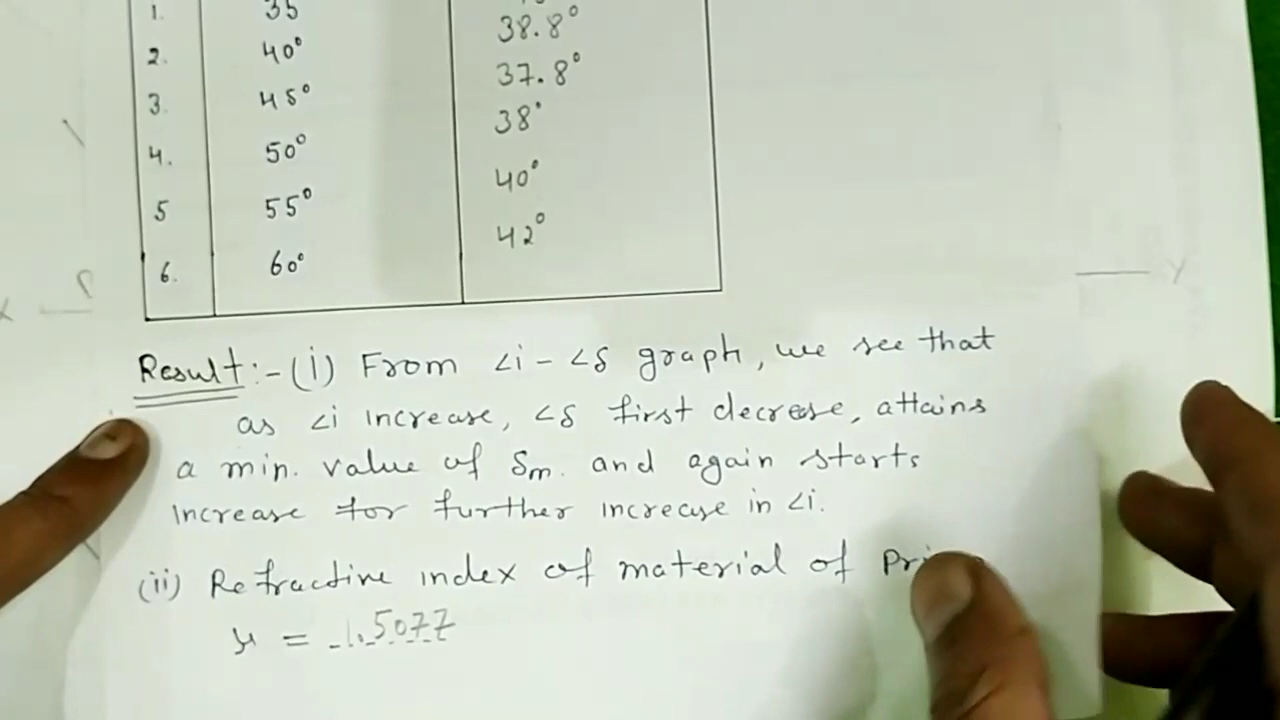 1. 35
38.8°
2. 40°
37.8°
3. 45°
38°
4. 50°
40°
5 55°
42°
6. 60°
Result:- (i) From ∠i - ∠δ graph, we see that
as ∠i increase, ∠δ first decrese, attains
a min. value of δm. and again starts
increase for further increase in ∠i.
(ii) Refractive index of material of
μ = 1.5077